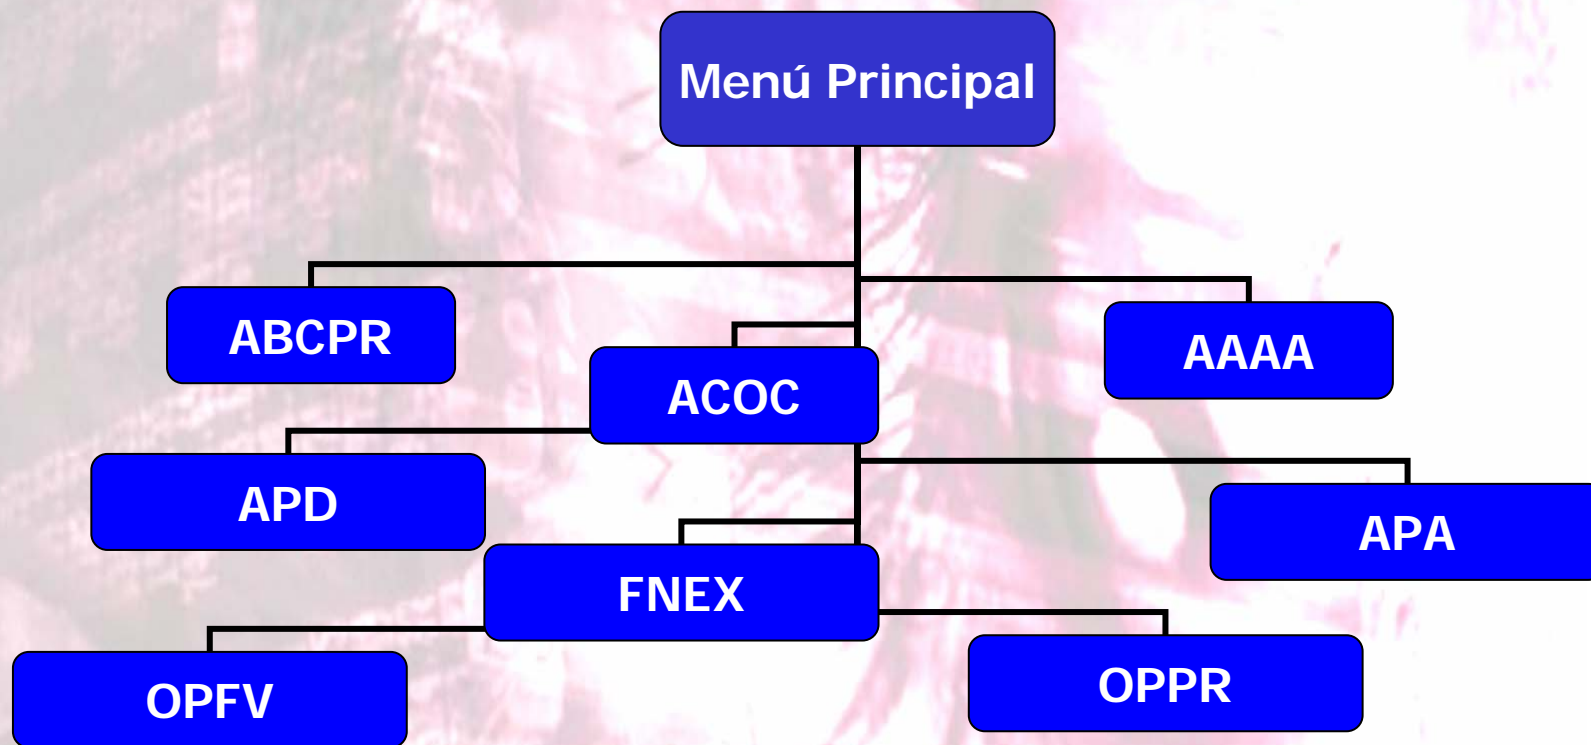 Menú Principal
ABCPR
AAAA
ACOC
APD
APA
FNEX
OPPR
OPFV